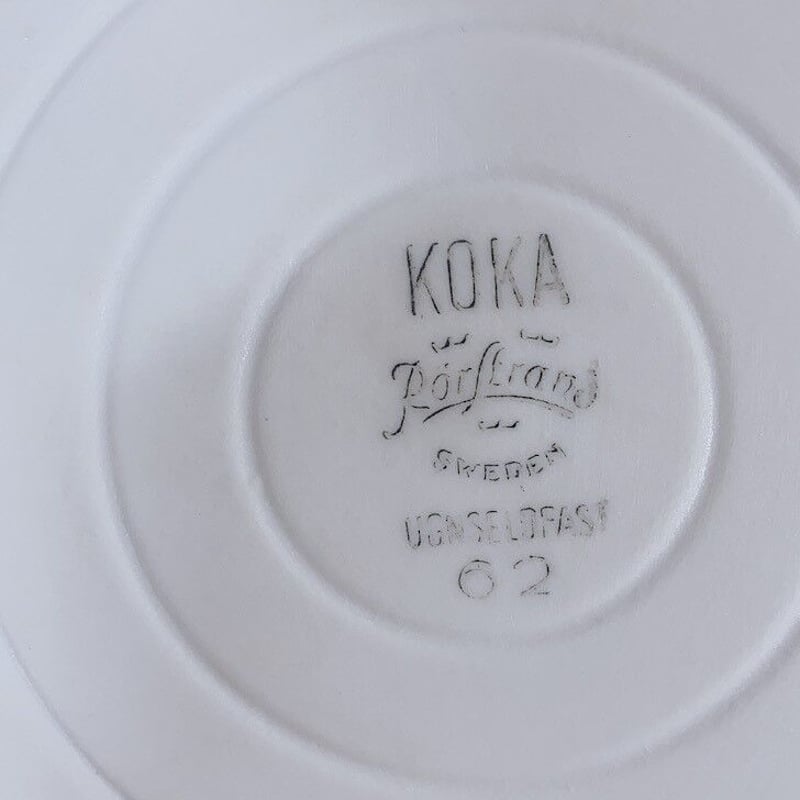 KOKA
Rörstrand
SWEDEN
UGNSELDFAST
62